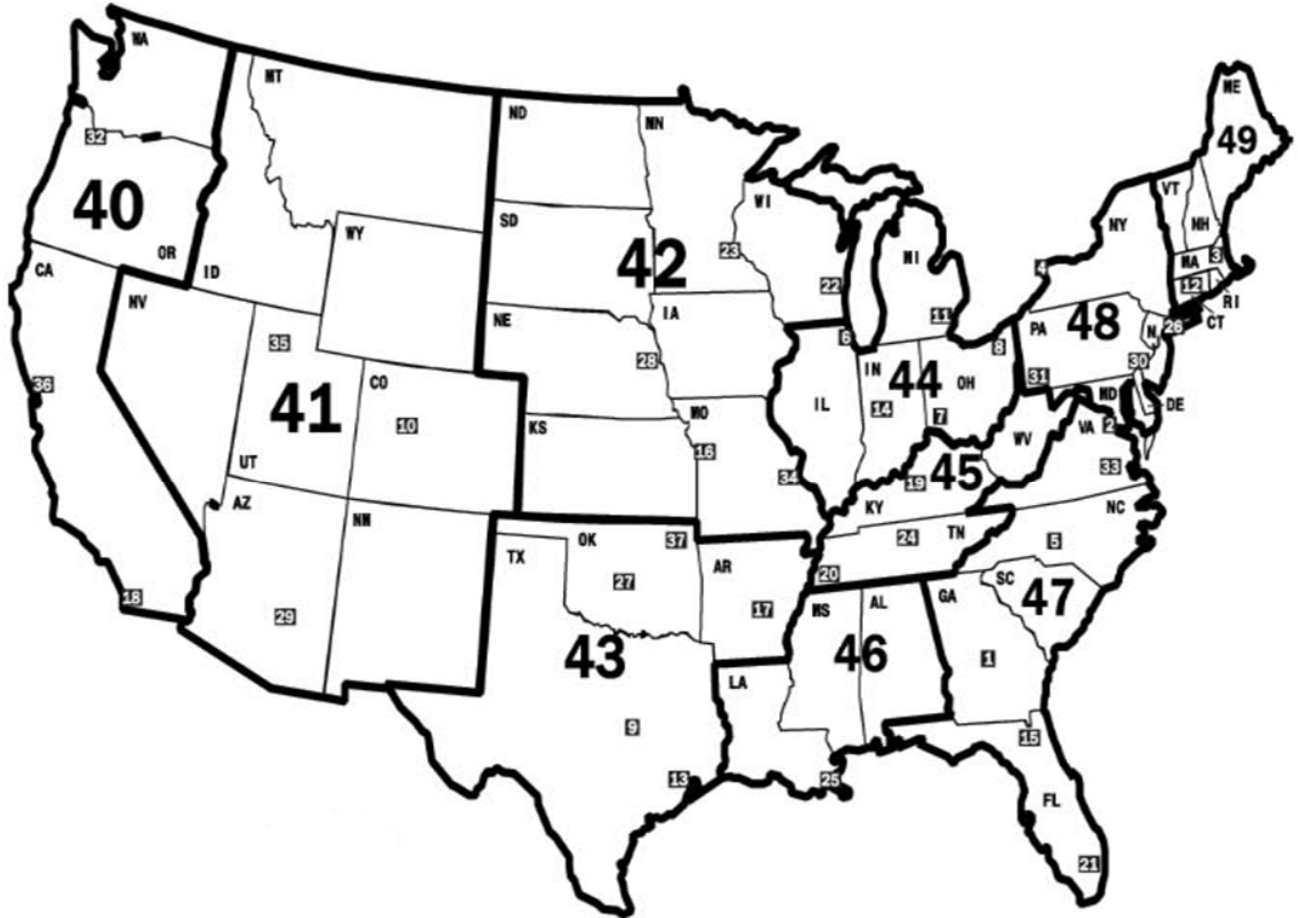 WA
MT
ND
MN
ME
49
32
40
OR
ID
WY
SD
42
WI
23
22
MI
11
NY
VT
NH
4
MA
3
12
RI
CT
26
CA
NV
35
41
UT
CO
10
NE
28
IA
6
IN
44
OH
8
PA
48
N
30
31
MD
DE
2
VA
33
36
KS
MO
16
34
IL
14
7
WV
45
19
KY
AZ
NM
18
29
TX
OK
37
27
43
AR
17
20
24
TN
NC
5
SC
47
MS
AL
46
GA
1
LA
9
13
25
15
FL
21